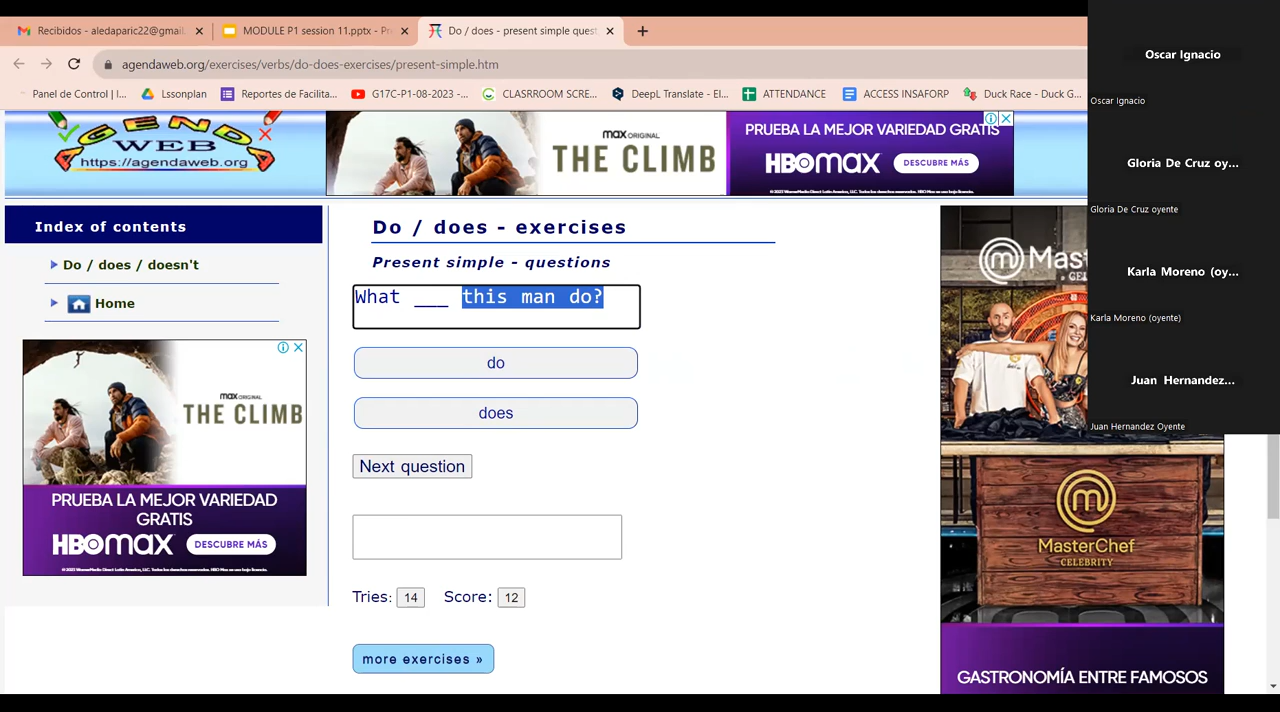 Recibidos - aledaparic22@gmail.
MODULE P1 session 11.pptx - Pre
Do / does - present simple quest
agendaweb.org/exercises/verbs/do-does-exercises/present-simple.htm
Panel de Control | I...
Lssonplan
Reportes de Facilita...
G17C-P1-08-2023 -...
CLASRROOM SCRE...
DeepL Translate - El...
ATTENDANCE
ACCESS INSAFORP
Duck Race - Duck G...
GEND
WEB
https://agendaweb.org
max ORIGINAL
THE CLIMB
PRUEBA LA MEJOR VARIEDAD GRATIS
HBOmax
DESCUBRE MÁS
Index of contents
Do / does / doesn't
Home
max ORIGINAL
THE CLIMB
PRUEBA LA MEJOR VARIEDAD
GRATIS
HBOmax
DESCUBRE MÁS
Do / does - exercises
Present simple - questions
What ___ this man do?
do
does
Next question
Tries: 14 Score: 12
more exercises »
Mas
MasterChef
CELEBRITY
GASTRONOMÍA ENTRE FAMOSOS
Oscar Ignacio
Oscar Ignacio
Gloria De Cruz oy...
Gloria De Cruz oyente
Karla Moreno (oy...
Karla Moreno (oyente)
Juan Hernandez...
Juan Hernandez Oyente